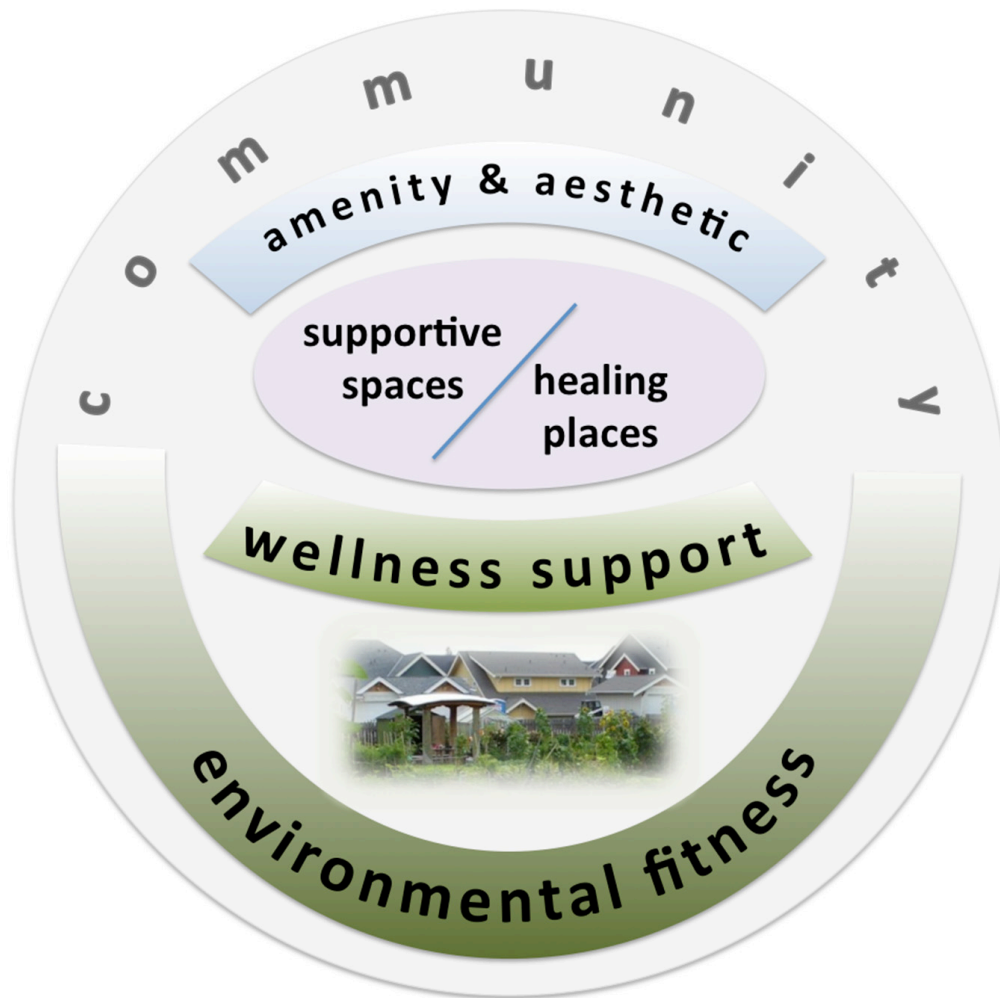 community
amenity & aesthetic
supportive
spaces
healing
places
wellness support
environmental fitness